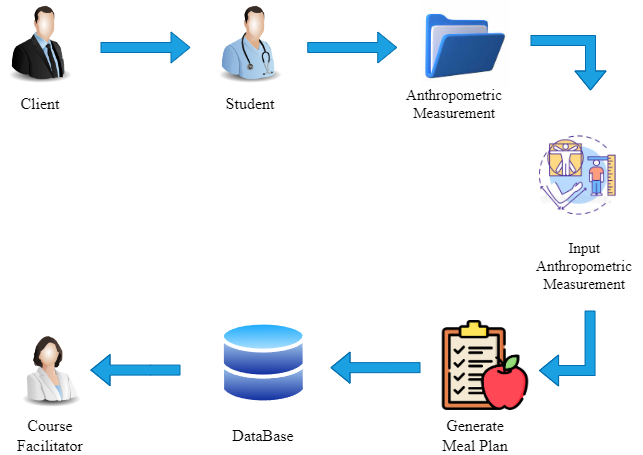 Client
Student
Anthropometric
Measurement
Input
Anthropometric
Measurement
Generate
Meal Plan
DataBase
Course
Facilitator